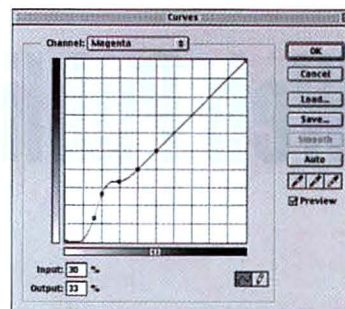 Curves
Channel: Magenta
OK
Cancel
Load...
Save...
Smooth
Auto
Preview
Input: 30 %
Output: 33 %